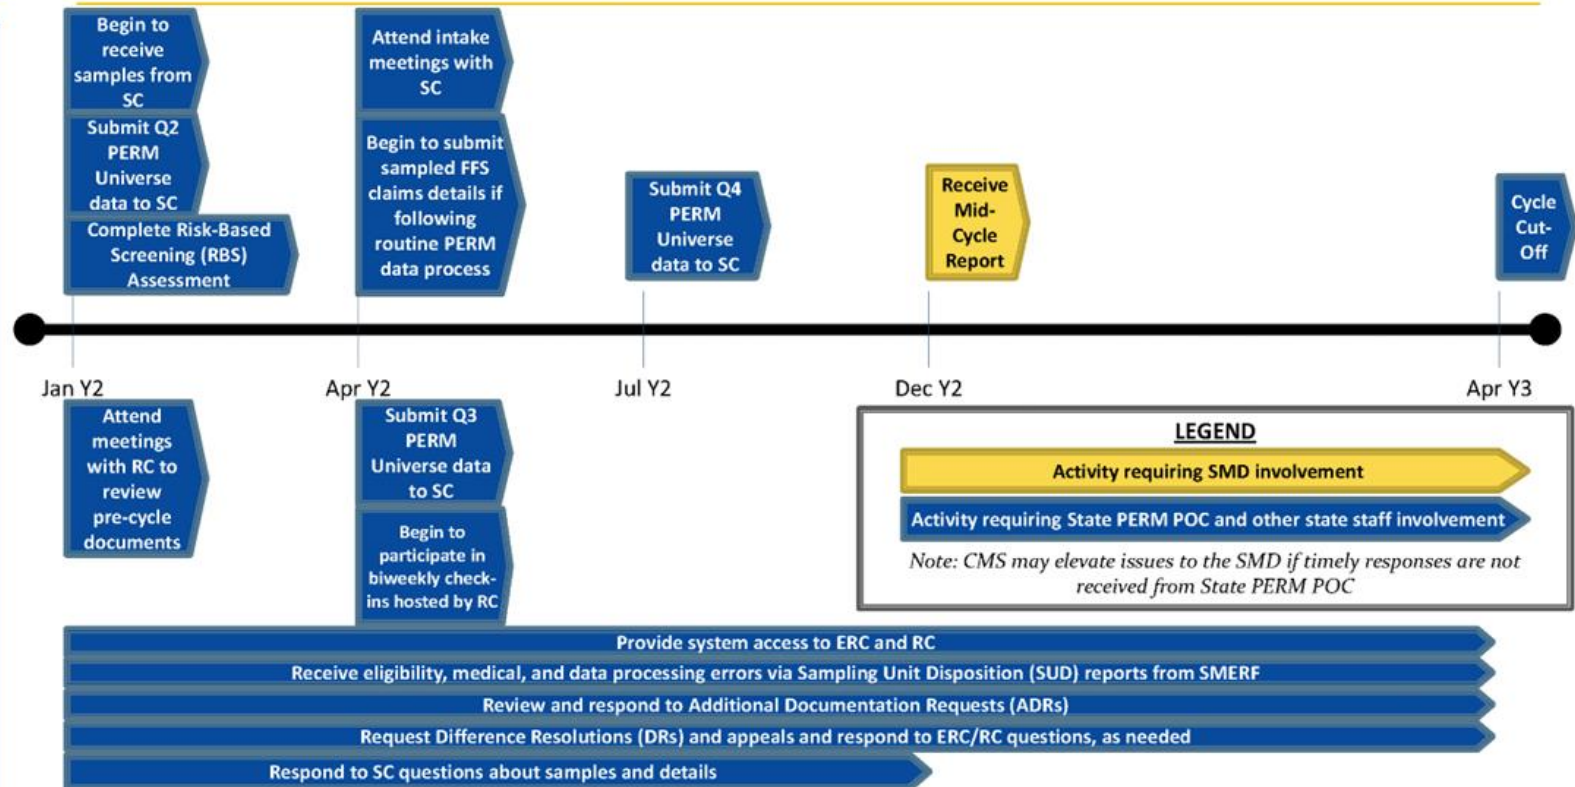 Begin to
receive
samples from
SC
Submit Q2
PERM
Universe
data to SC
Complete Risk-Based
Screening (RBS)
Assessment
Attend intake
meetings with
SC
Begin to submit
sampled FFS
claims details if
following
routine PERM
data process
Submit Q4
PERM
Universe
data to SC
Receive
Mid-
Cycle
Report
Cycle
Cut-
Off
Jan Y2
Apr Y2
Jul Y2
Dec Y2
Apr Y3
Attend
meetings
with RC to
review
pre-cycle
documents
Submit Q3
PERM
Universe data
to SC
Begin to
participate in
biweekly check-
ins hosted by RC
LEGEND
Activity requiring SMD involvement
Activity requiring State PERM POC and other state staff involvement
Note: CMS may elevate issues to the SMD if timely responses are not
received from State PERM POC
Provide system access to ERC and RC
Receive eligibility, medical, and data processing errors via Sampling Unit Disposition (SUD) reports from SMERF
Review and respond to Additional Documentation Requests (ADRs)
Request Difference Resolutions (DRs) and appeals and respond to ERC/RC questions, as needed
Respond to SC questions about samples and details